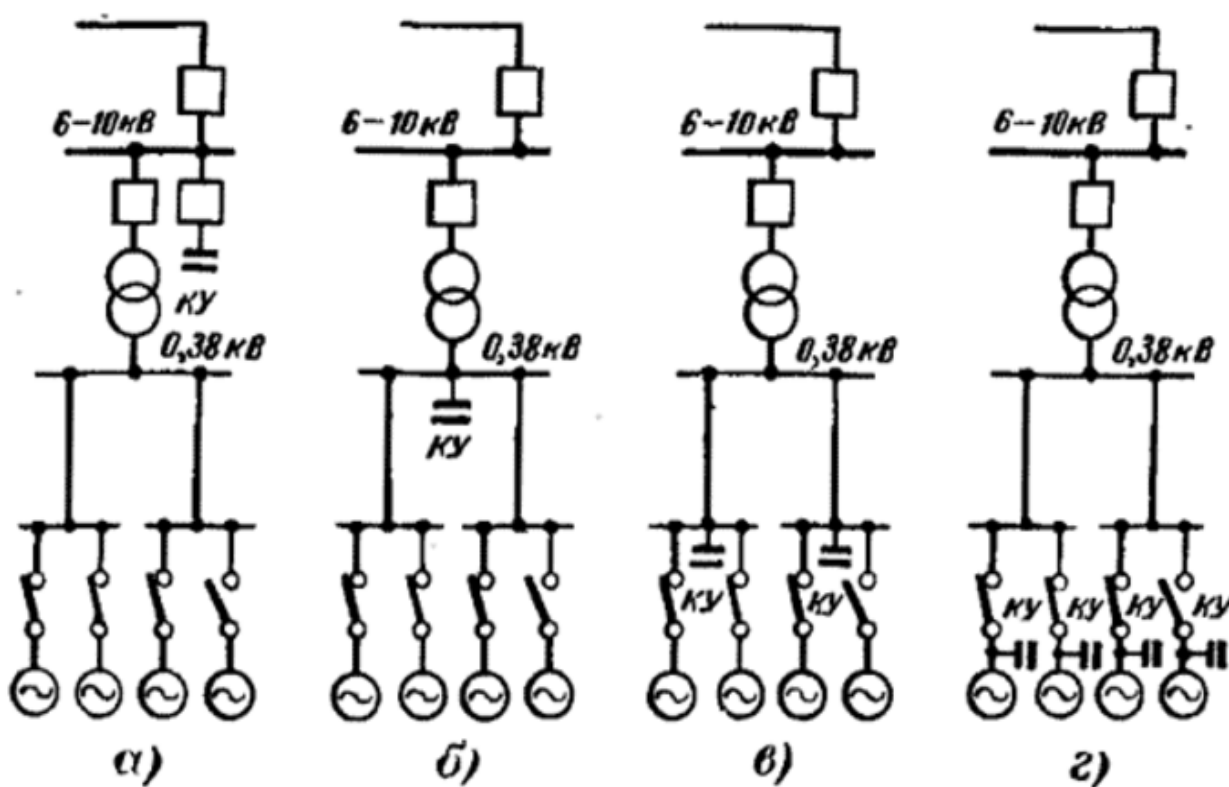 6-10кВ 6-10кВ 6-10кВ 6-10кВ
КУ
0,38кВ 0,38кВ 0,38кВ 0,38кВ
КУ
КУ КУ КУ КУ КУ КУ
а) б) в) г)